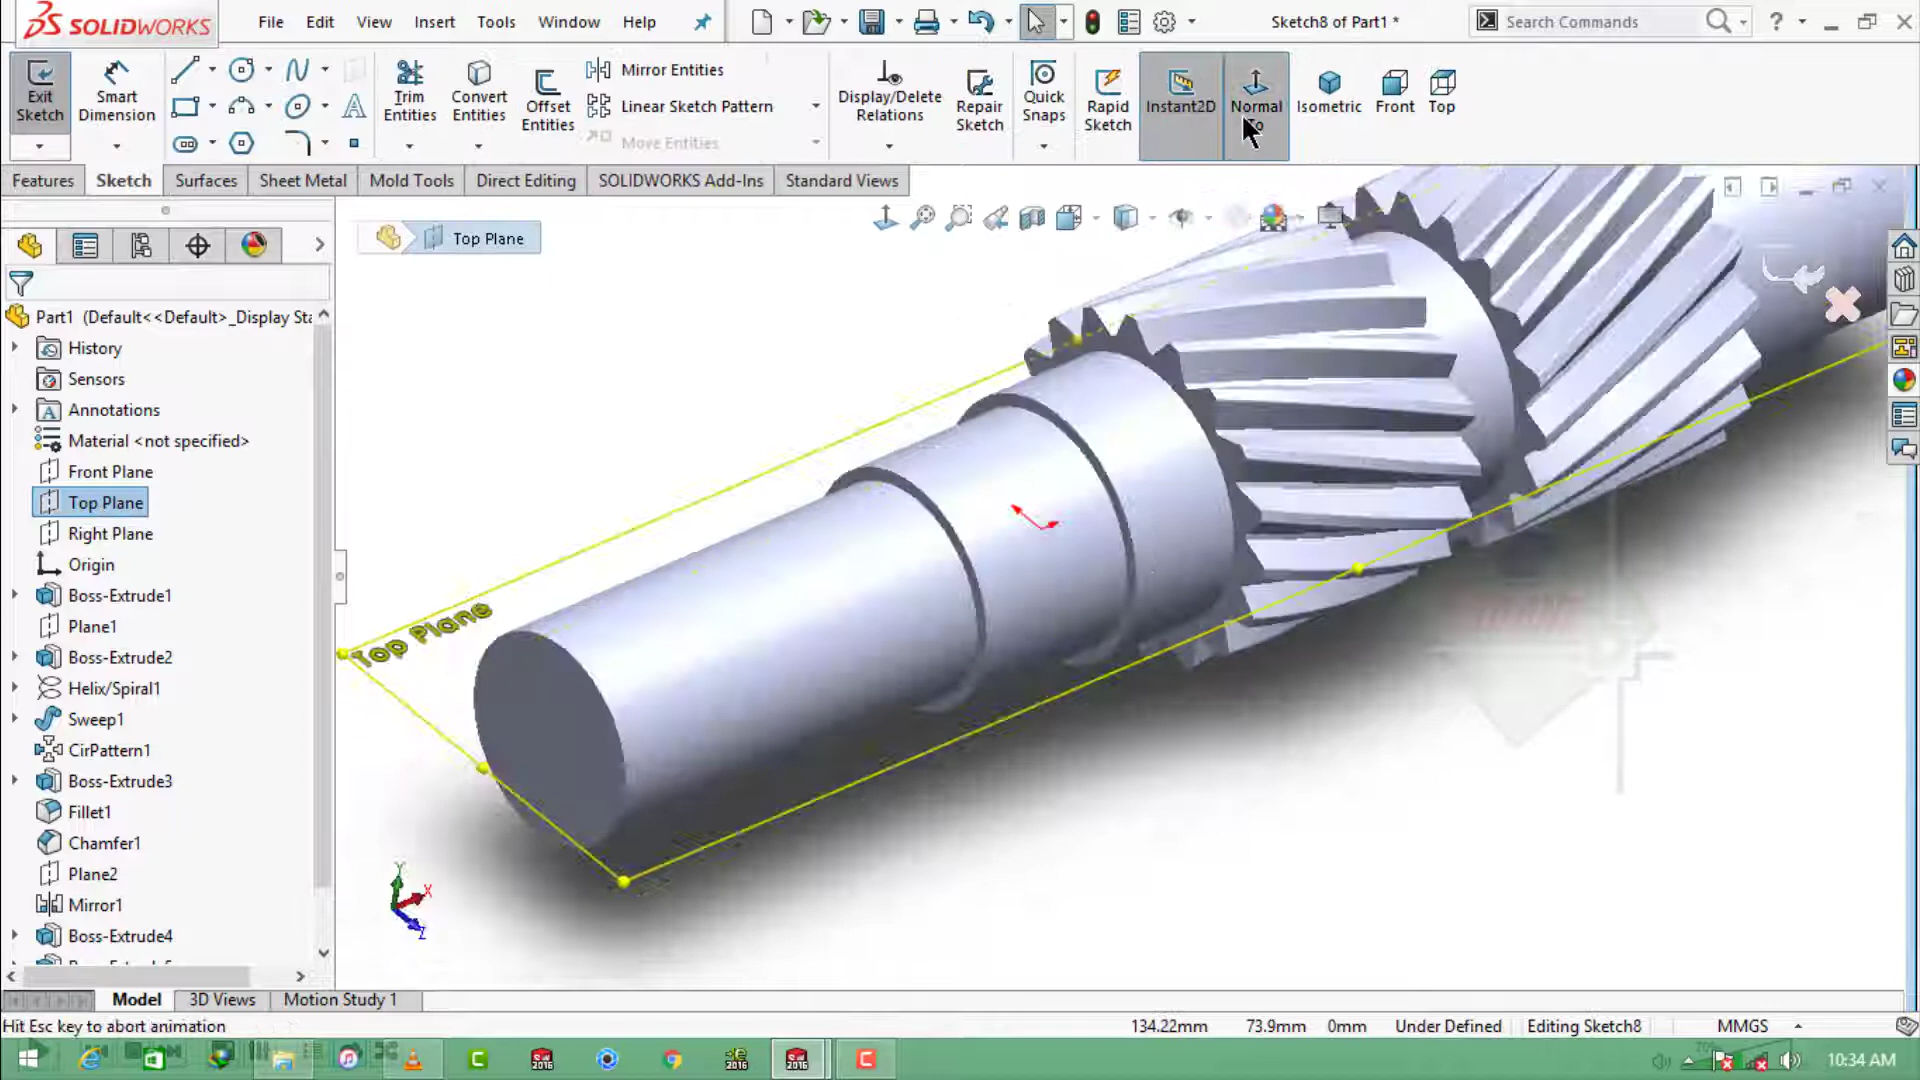 SOLIDWORKS
File Edit View Insert Tools Window Help
Sketch8 of Part1 *
Search Commands
Exit Sketch
Smart Dimension
Trim Entities
Convert Entities
Offset Entities
Mirror Entities
Linear Sketch Pattern
Move Entities
Display/Delete Relations
Repair Sketch
Quick Snaps
Rapid Sketch
Instant2D
Normal To
Isometric
Front
Top
Features Sketch Surfaces Sheet Metal Mold Tools Direct Editing SOLIDWORKS Add-Ins Standard Views
Top Plane
Part1 (Default<<Default>_Display Sta
History
Sensors
Annotations
Material <not specified>
Front Plane
Top Plane
Right Plane
Origin
Boss-Extrude1
Plane1
Boss-Extrude2
Helix/Spiral1
Sweep1
CirPattern1
Boss-Extrude3
Fillet1
Chamfer1
Plane2
Mirror1
Boss-Extrude4
Top Plane
Y
X
Z
Model 3D Views Motion Study 1
Hit Esc key to abort animation
134.22mm 73.9mm 0mm Under Defined Editing Sketch8 MMGS
10:34 AM